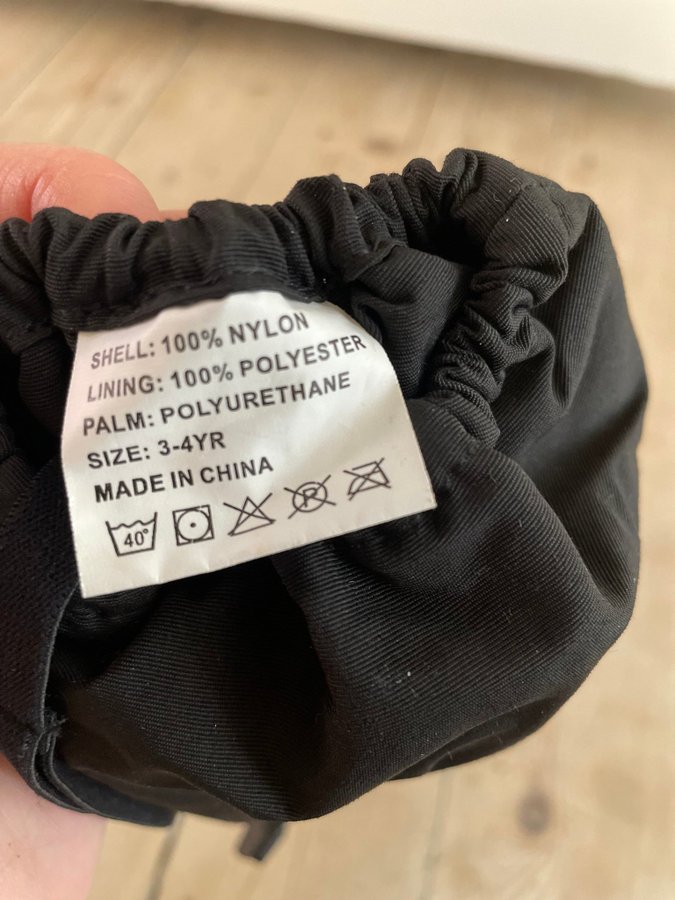 SHELL: 100% NYLON
LINING: 100% POLYESTER
PALM: POLYURETHANE
SIZE: 3-4YR
MADE IN CHINA
40° P